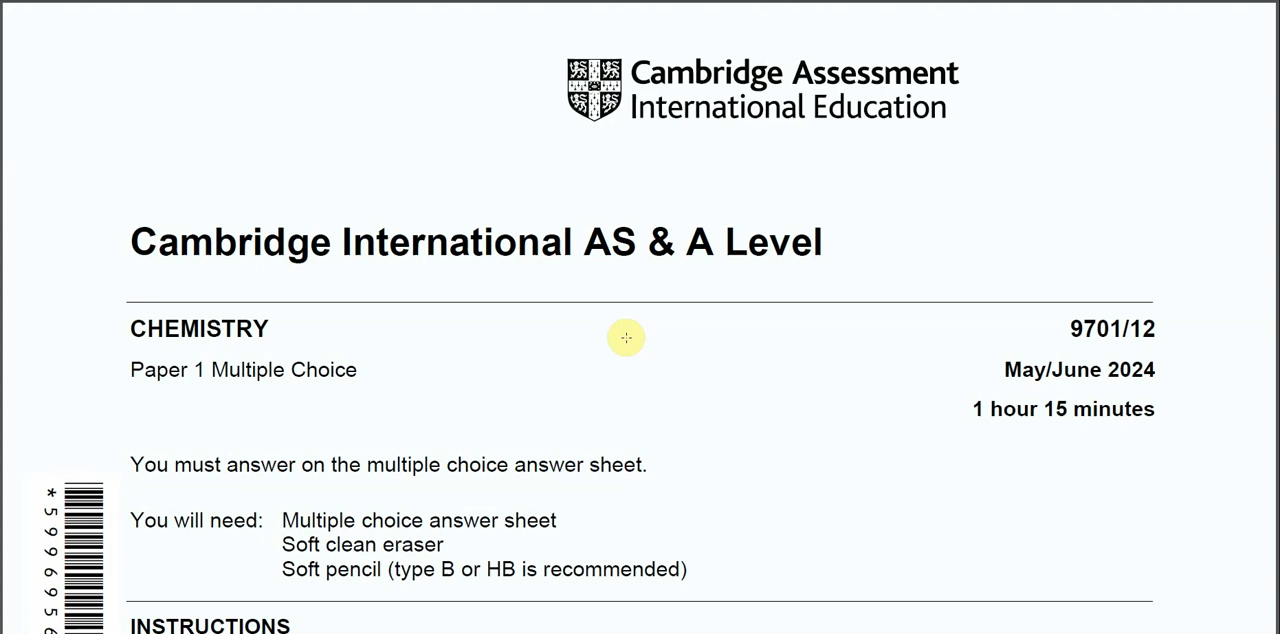 Cambridge Assessment
International Education
Cambridge International AS & A Level
CHEMISTRY 9701/12
Paper 1 Multiple Choice May/June 2024
1 hour 15 minutes
You must answer on the multiple choice answer sheet.
You will need: Multiple choice answer sheet
Soft clean eraser
Soft pencil (type B or HB is recommended)
INSTRUCTIONS
*599695